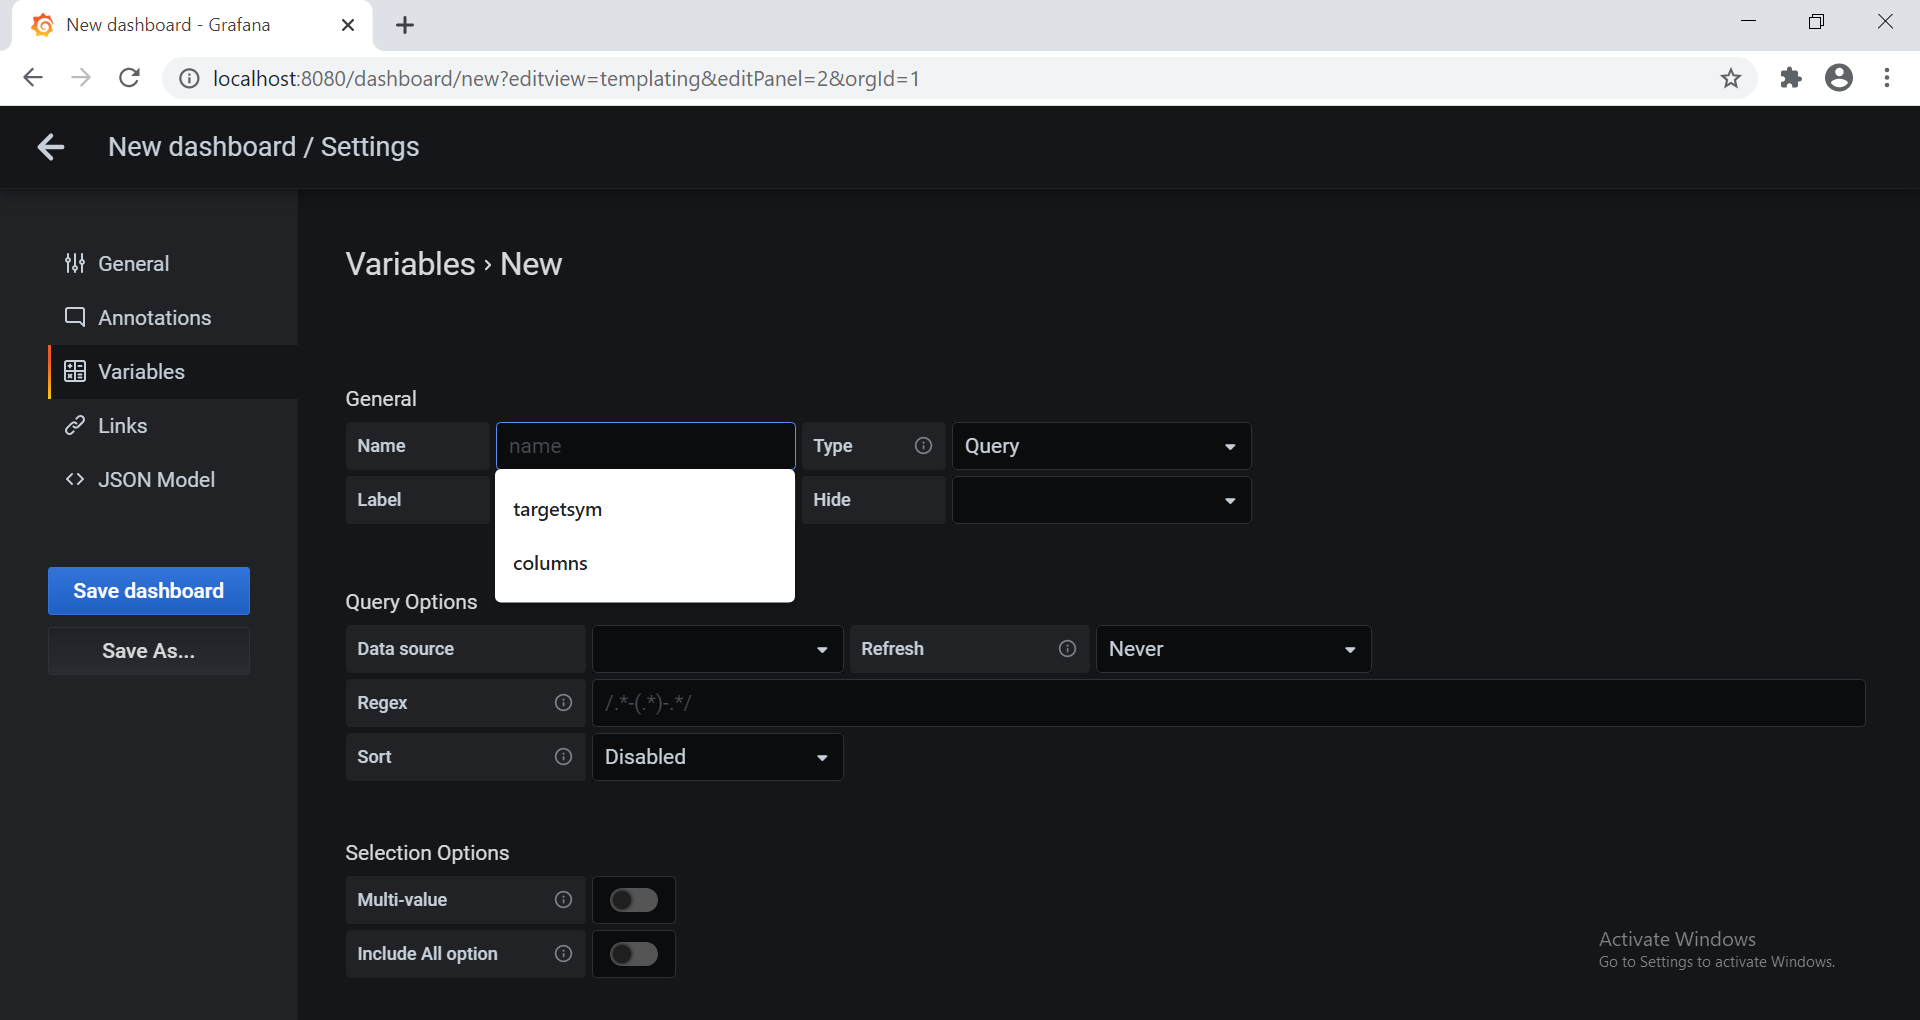 New dashboard - Grafana
localhost:8080/dashboard/new?editview=templating&editPanel=2&orgId=1
New dashboard / Settings
General
Annotations
Variables
Links
<> JSON Model
Save dashboard
Save As...
Variables › New
General
Name name Type Query
Label Hide
targetsym
columns
Query Options
Data source Refresh Never
Regex /.*-(.*)-.*/
Sort Disabled
Selection Options
Multi-value
Include All option
Activate Windows
Go to Settings to activate Windows.